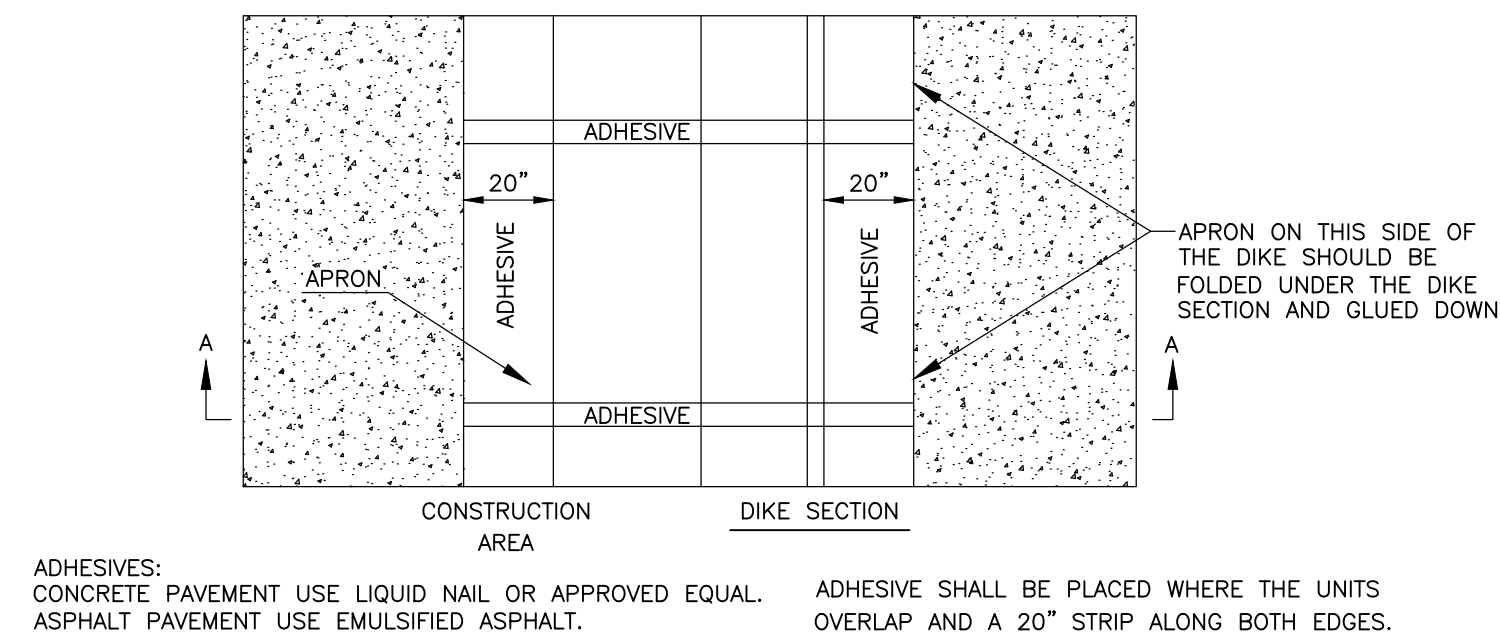 ADHESIVE
20”
20”
ADHESIVE
ADHESIVE
APRON ON THIS SIDE OF
THE DIKE SHOULD BE
FOLDED UNDER THE DIKE
SECTION AND GLUED DOWN
APRON
A
A
ADHESIVE
CONSTRUCTION
AREA
DIKE SECTION
ADHESIVES:
CONCRETE PAVEMENT USE LIQUID NAIL OR APPROVED EQUAL.
ASPHALT PAVEMENT USE EMULSIFIED ASPHALT.
ADHESIVE SHALL BE PLACED WHERE THE UNITS
OVERLAP AND A 20” STRIP ALONG BOTH EDGES.